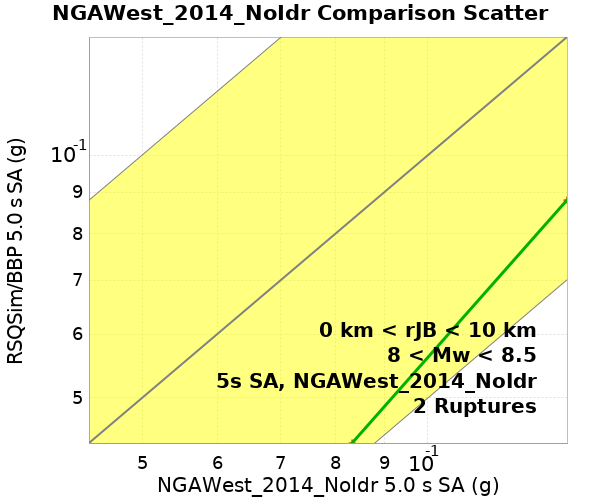 NGAWest_2014_NoIdr Comparison Scatter
RSQSim/BBP 5.0 s SA (g)
10-1
9
8
7
6
5
0 km < rJB < 10 km
8 < Mw < 8.5
5s SA, NGAWest_2014_NoIdr
2 Ruptures
5 6 7 8 9 10-1
NGAWest_2014_NoIdr 5.0 s SA (g)